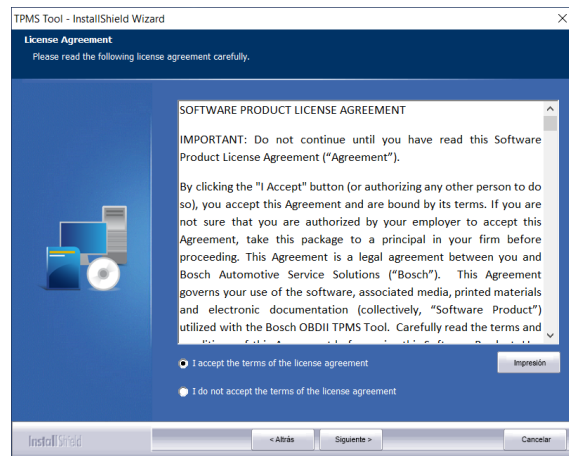 TPMS Tool - InstallShield Wizard
License Agreement
Please read the following license agreement carefully.
SOFTWARE PRODUCT LICENSE AGREEMENT
IMPORTANT: Do not continue until you have read this Software
Product License Agreement (“Agreement”).
By clicking the "I Accept" button (or authorizing any other person to do
so), you accept this Agreement and are bound by its terms. If you are
not sure that you are authorized by your employer to accept this
Agreement, take this package to a principal in your firm before
proceeding. This Agreement is a legal agreement between you and
Bosch Automotive Service Solutions (“Bosch”). This Agreement
governs your use of the software, associated media, printed materials
and electronic documentation (collectively, “Software Product”)
utilized with the Bosch OBDII TPMS Tool. Carefully read the terms and
I accept the terms of the license agreement
Impresión
I do not accept the terms of the license agreement
InstallShield
< Altrás
Siguiente >
Cancelar